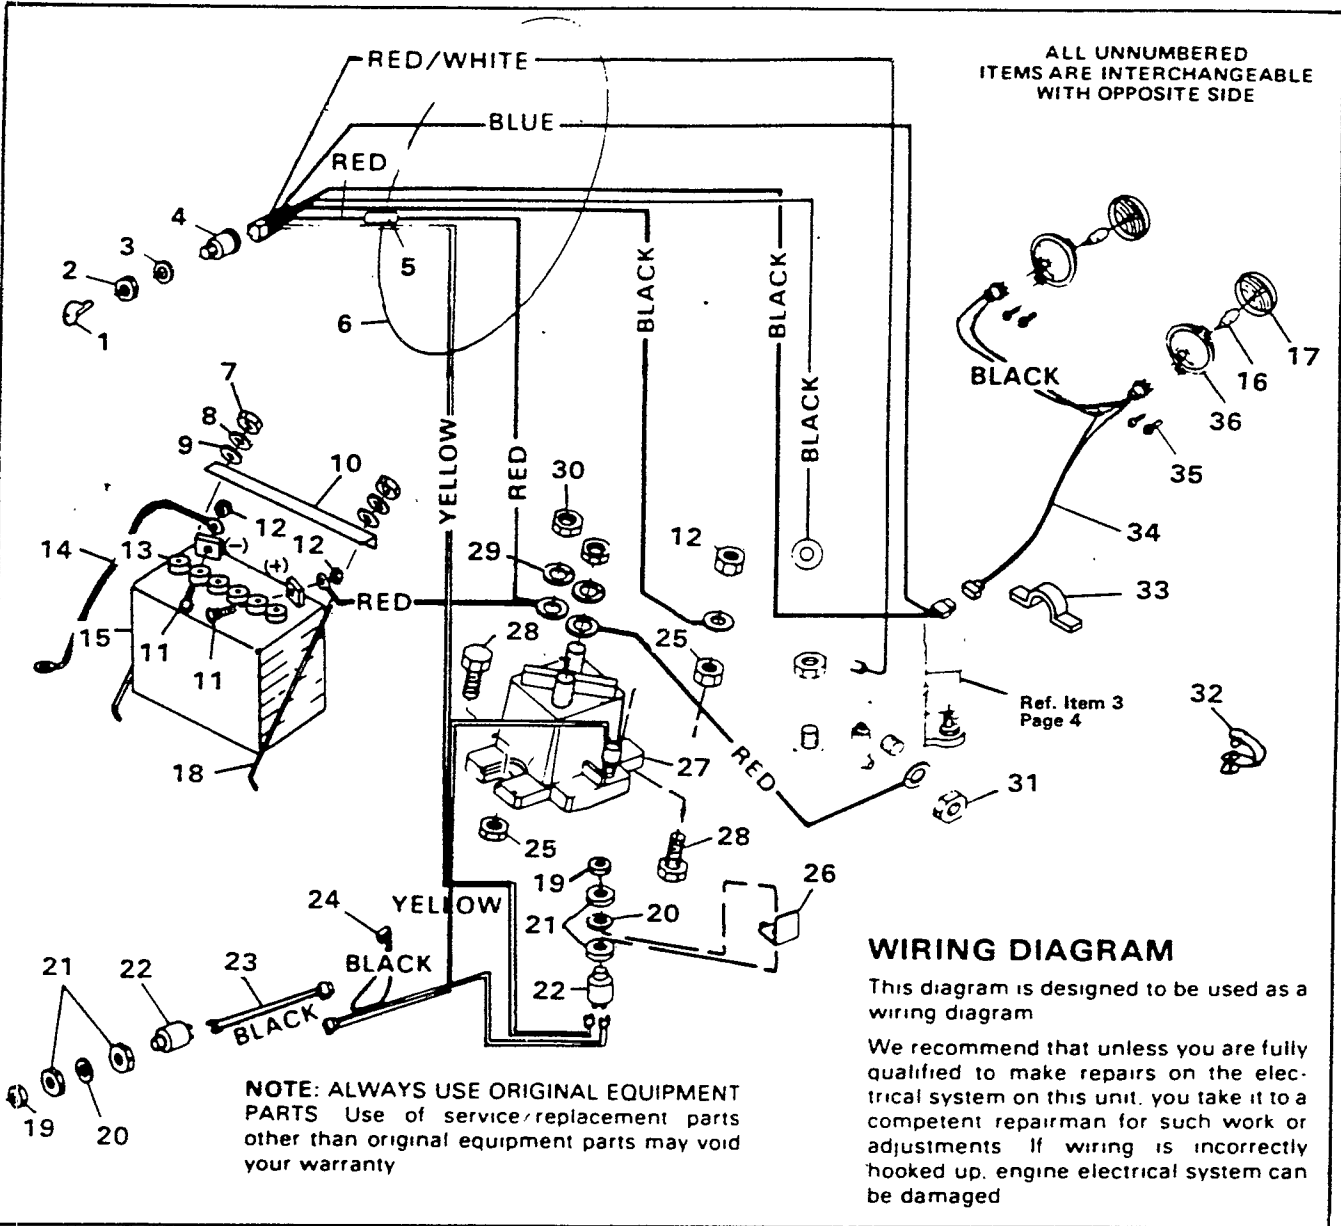 ALL UNNUMBERED
ITEMS ARE INTERCHANGEABLE
WITH OPPOSITE SIDE
RED/WHITE
BLUE
RED
4
3
2
1
5
6
BLACK
BLACK
BLACK
BLACK
17
16
36
35
34
33
7
8
9
10
12
12
14
13
(-)
(+)
15
11
11
18
RED
YELLOW
RED
30
29
12
28
25
27
RED
Ref. Item 3
Page 4
32
31
25
28
19
20
21
22
26
24
YELLOW
BLACK
21
22
23
BLACK
19
20
NOTE: ALWAYS USE ORIGINAL EQUIPMENT
PARTS Use of service/replacement parts
other than original equipment parts may void
your warranty
WIRING DIAGRAM
This diagram is designed to be used as a
wiring diagram
We recommend that unless you are fully
qualified to make repairs on the elec-
trical system on this unit. you take it to a
competent repairman for such work or
adjustments If wiring is incorrectly
hooked up. engine electrical system can
be damaged